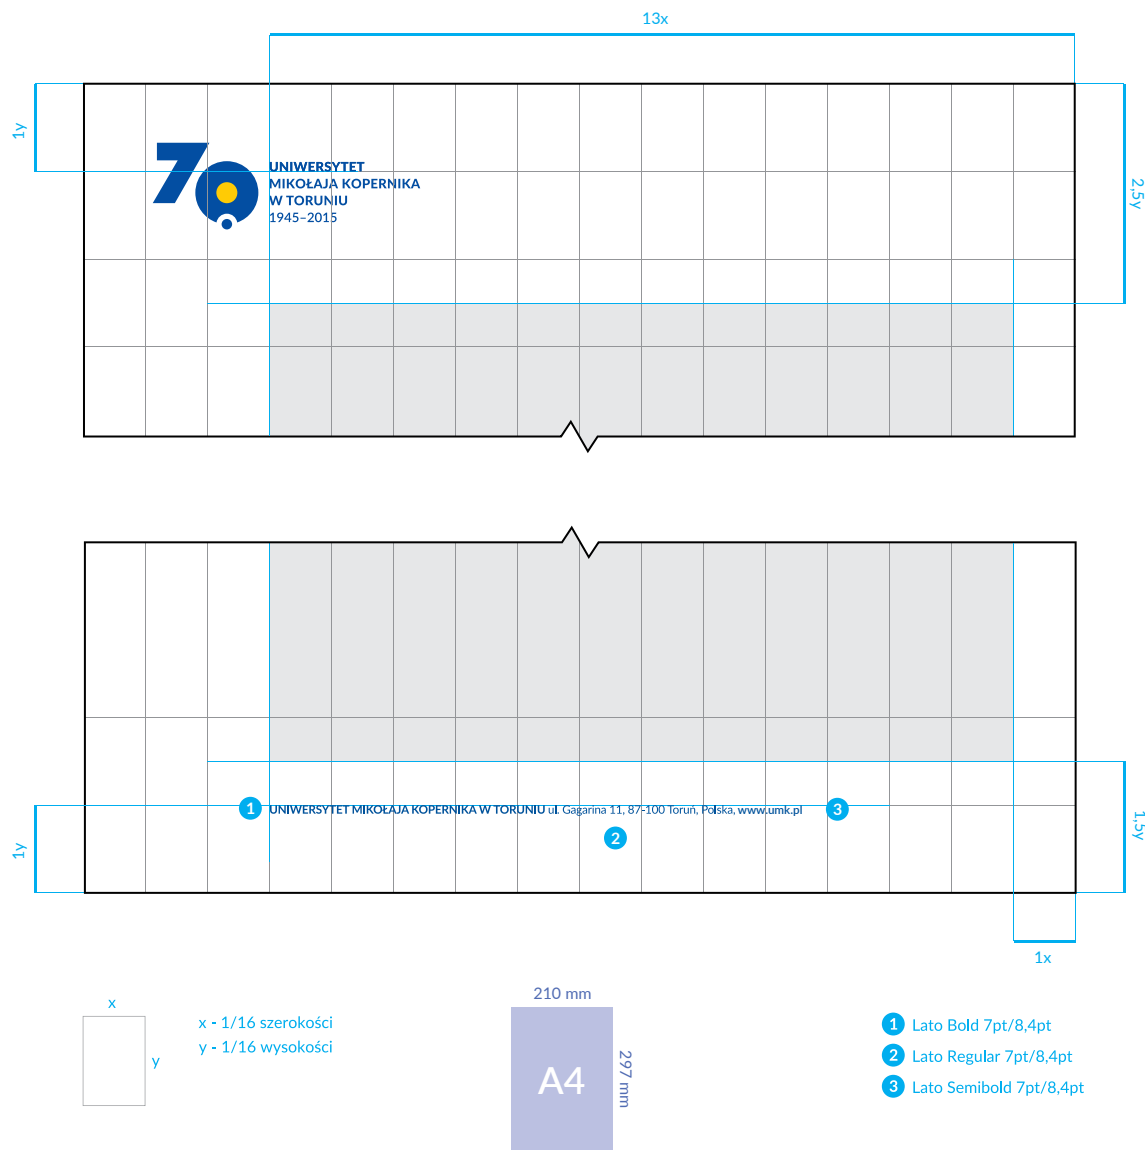 13x
1y
2,5y
70
UNIWERSYTET
MIKOŁAJA KOPERNIKA
W TORUNIU
1945–2015
1 UNIWERSYTET MIKOŁAJA KOPERNIKA W TORUNIU ul. Gagarina 11, 87-100 Toruń, Polska, www.umk.pl 3
2
1y
1,5y
1x
x
y
x - 1/16 szerokości
y - 1/16 wysokości
210 mm
A4
297 mm
1 Lato Bold 7pt/8,4pt
2 Lato Regular 7pt/8,4pt
3 Lato Semibold 7pt/8,4pt